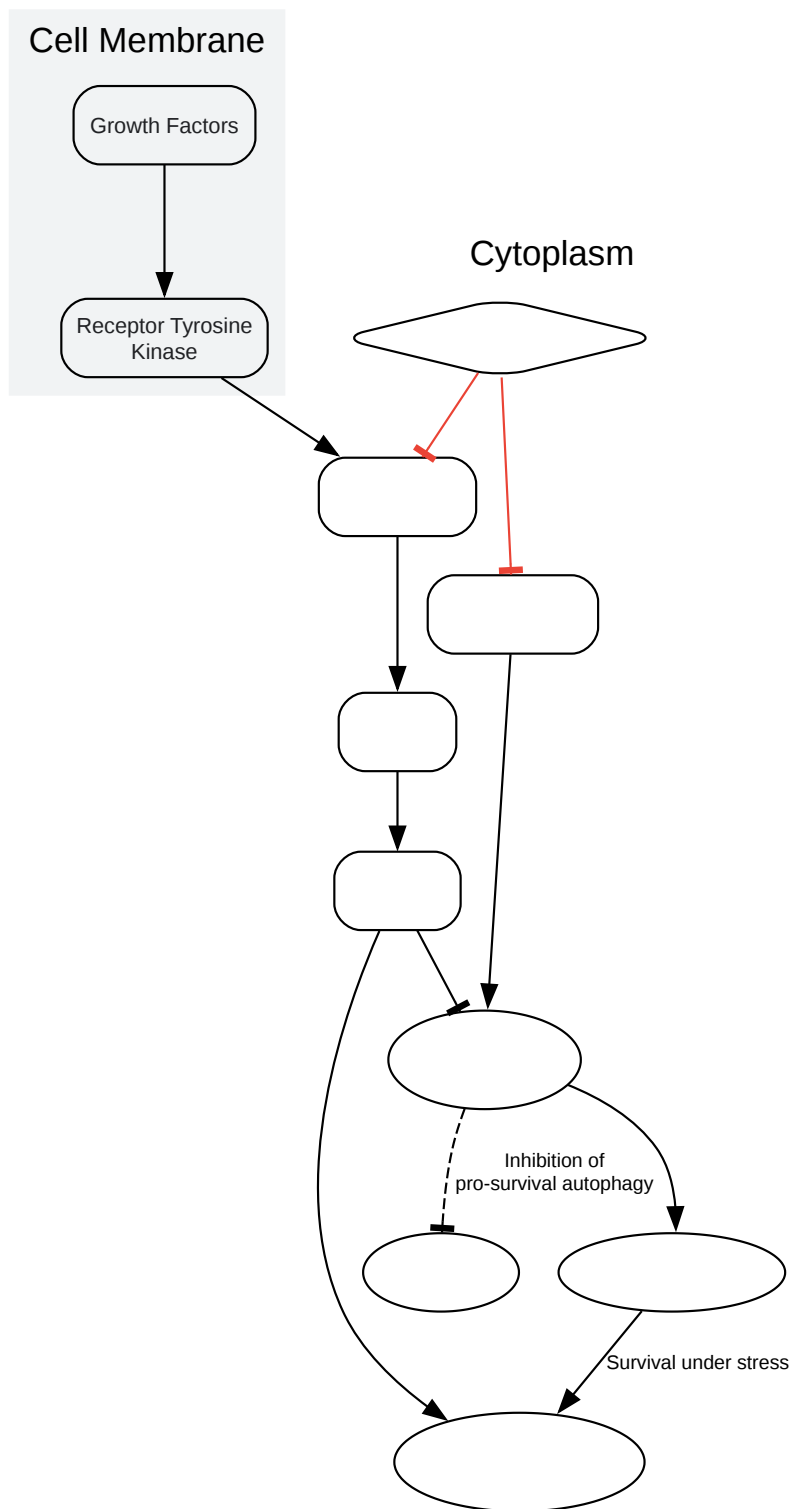 Cell Membrane
Growth Factors
Receptor Tyrosine
Kinase
Cytoplasm
Inhibition of
pro-survival autophagy
Survival under stress